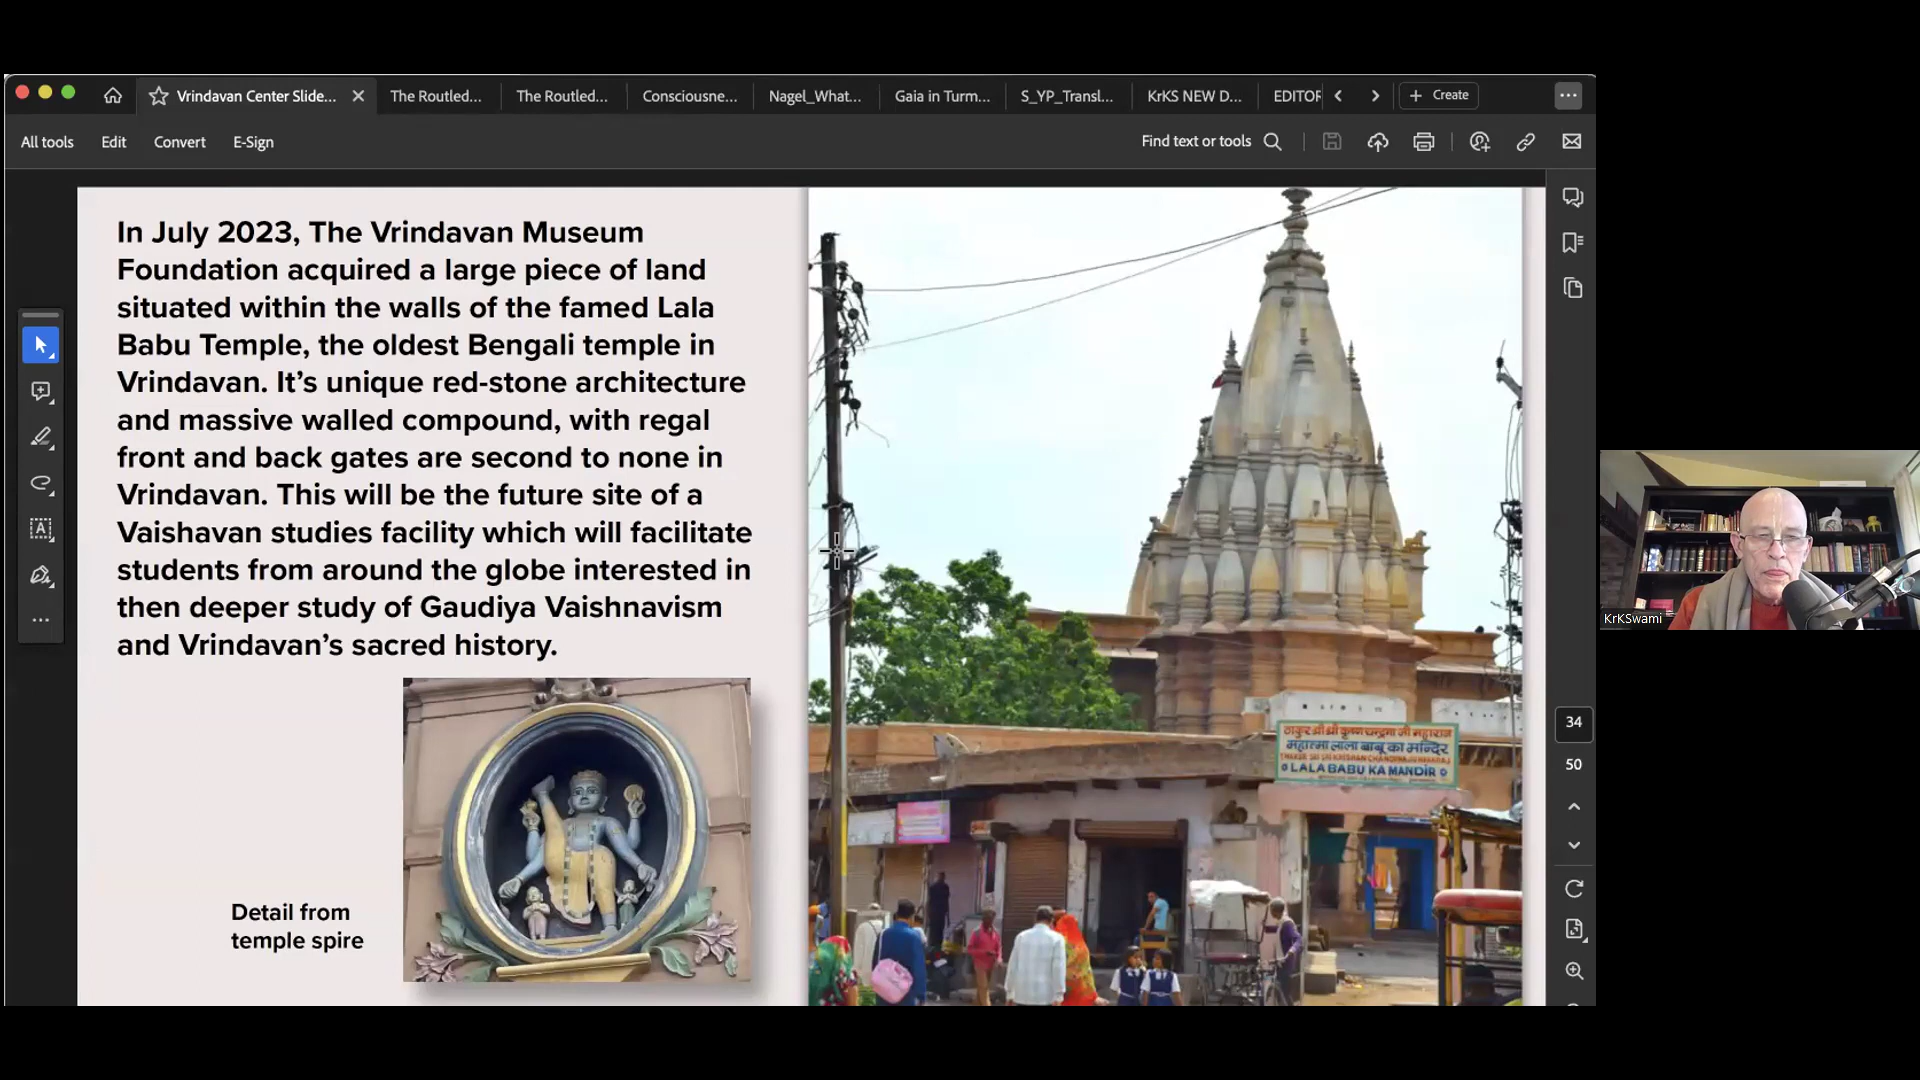 Vrindavan Center Slide...
The Routled...
The Routled...
Consciousne...
Nagel_What...
Gaia in Turm...
S_YP_Transl...
KrKS NEW D...
EDITOR
Create
All tools
Edit
Convert
E-Sign
Find text or tools
In July 2023, The Vrindavan Museum
Foundation acquired a large piece of land
situated within the walls of the famed Lala
Babu Temple, the oldest Bengali temple in
Vrindavan. It's unique red-stone architecture
and massive walled compound, with regal
front and back gates are second to none in
Vrindavan. This will be the future site of a
Vaishavan studies facility which will facilitate
students from around the globe interested in
then deeper study of Gaudiya Vaishnavism
and Vrindavan's sacred history.
Detail from
temple spire
महात्मा लाला बाबू का मन्दिर
LALA BABU KA MANDIR
34
50
KrKSwami